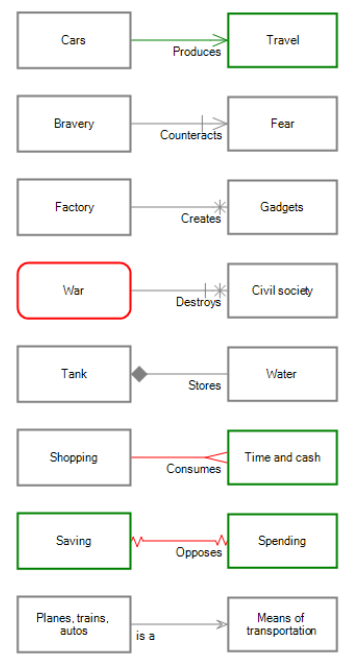 Cars
Produces
Travel
Bravery
Counteracts
Fear
Factory
Creates
Gadgets
War
Destroys
Civil society
Tank
Stores
Water
Shopping
Consumes
Time and cash
Saving
Opposes
Spending
Planes, trains,
autos
is a
Means of
transportation